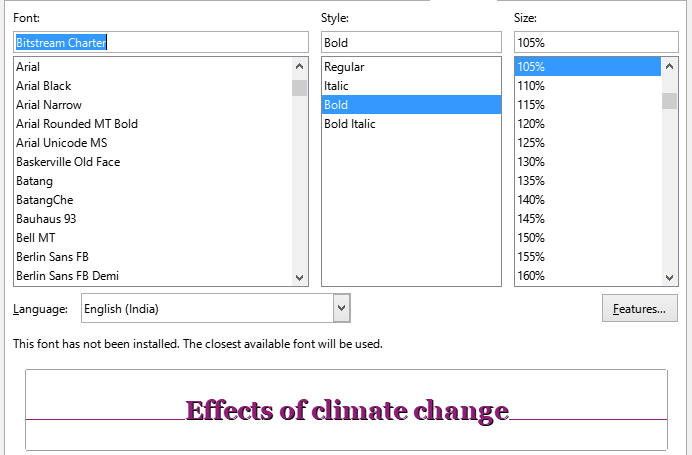 Font: Style: Size:
Bitstream Charter Bold 105%
Arial Regular 105%
Arial Black Italic 110%
Arial Narrow Bold 115%
Arial Rounded MT Bold Bold Italic 120%
Arial Unicode MS 125%
Baskerville Old Face 130%
Batang 135%
BatangChe 140%
Bauhaus 93 145%
Bell MT 150%
Berlin Sans FB 155%
Berlin Sans FB Demi 160%
Language: English (India) Features...
This font has not been installed. The closest available font will be used.
Effects of climate change